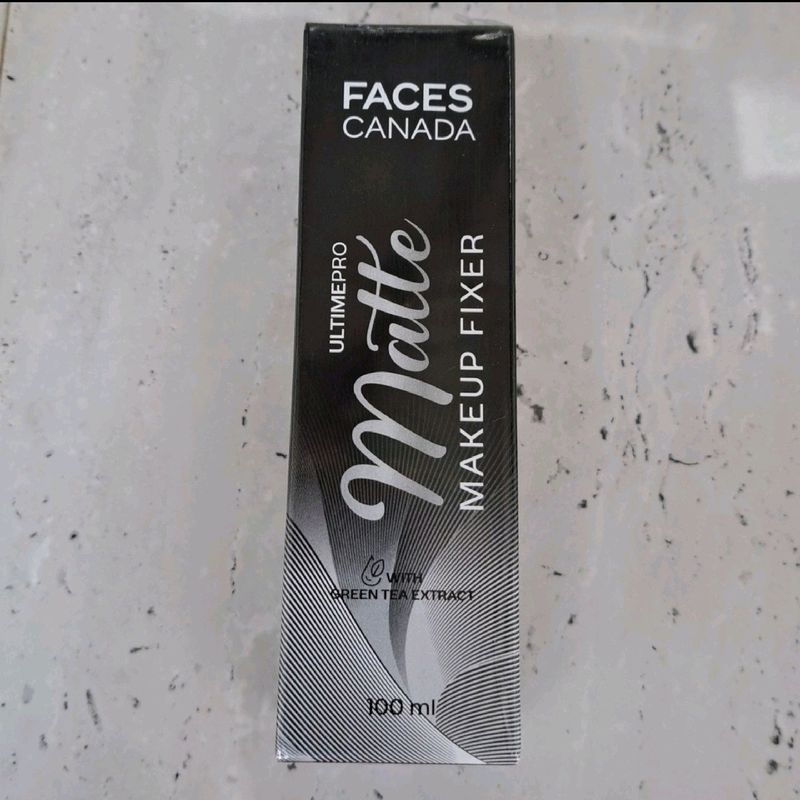 FACES
CANADA
ULTIMEPRO
Matte
MAKEUP FIXER
WITH
GREEN TEA EXTRACT
100 ml